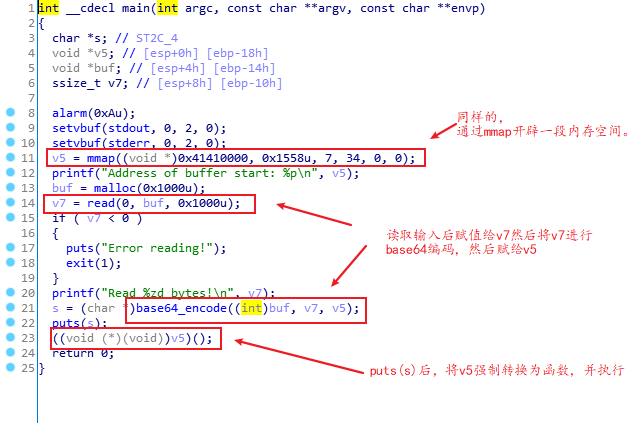 1 int __cdecl main(int argc, const char **argv, const char **envp)
2 {
3 char *s; // ST2C_4
4 void *v5; // [esp+0h] [ebp-18h]
5 void *buf; // [esp+4h] [ebp-14h]
6 ssize_t v7; // [esp+8h] [ebp-10h]
7
8 alarm(0xAu);
9 setvbuf(stdout, 0, 2, 0);
10 setvbuf(stderr, 0, 2, 0);
11 v5 = mmap((void *)0x41410000, 0x1558u, 7, 34, 0, 0);
12 printf("Address of buffer start: %p\n", v5);
13 buf = malloc(0x1000u);
14 v7 = read(0, buf, 0x1000u);
15 if ( v7 < 0 )
16 {
17 puts("Error reading!");
18 exit(1);
19 }
20 printf("Read %zd bytes!\n", v7);
21 s = (char *)base64_encode((int)buf, v7, v5);
22 puts(s);
23 ((void (*)(void))v5)();
24 return 0;
25 }
同样的,
通过mmap开辟一段内存空间。
读取输入后赋值给v7然后将v7进行
base64编码, 然后赋给v5
puts(s)后, 将v5强制转换为函数, 并执行